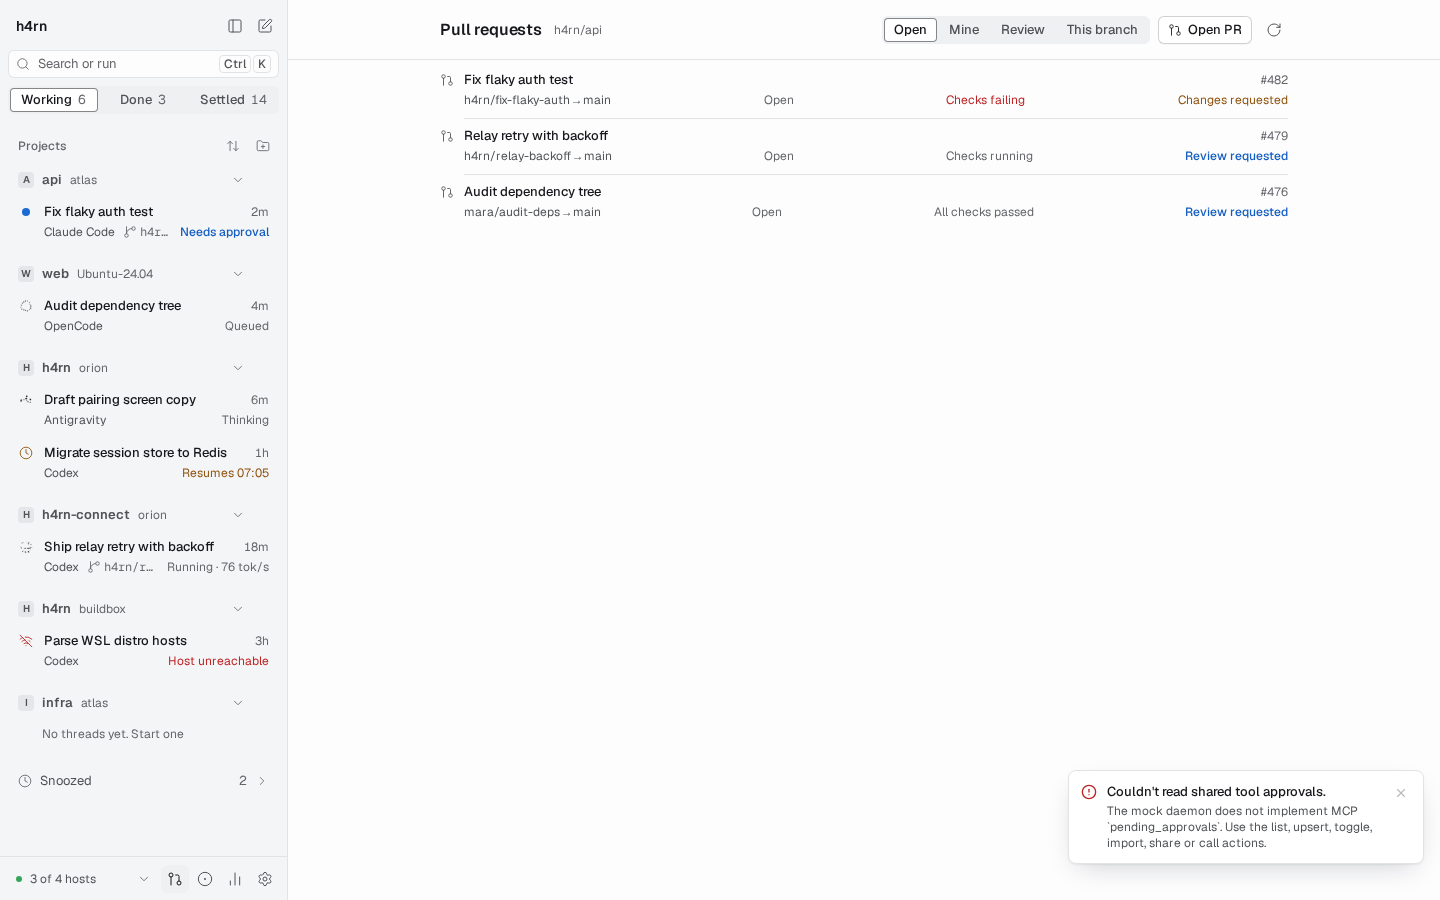 h4rn
Search or run
Ctrl K
Working 6
Done 3
Settled 14
Projects
A api atlas
Fix flaky auth test 2m
Claude Code h4r... Needs approval
W web Ubuntu-24.04
Audit dependency tree 4m
OpenCode Queued
H h4rn orion
Draft pairing screen copy 6m
Antigravity Thinking
Migrate session store to Redis 1h
Codex Resumes 07:05
H h4rn-connect orion
Ship relay retry with backoff 18m
Codex h4rn/r... Running · 76 tok/s
H h4rn buildbox
Parse WSL distro hosts 3h
Codex Host unreachable
I infra atlas
No threads yet. Start one
Snoozed 2
3 of 4 hosts
Pull requests h4rn/api
Open Mine Review This branch
Open PR
Fix flaky auth test #482
h4rn/fix-flaky-auth→main Open Checks failing Changes requested
Relay retry with backoff #479
h4rn/relay-backoff→main Open Checks running Review requested
Audit dependency tree #476
mara/audit-deps→main Open All checks passed Review requested
Couldn't read shared tool approvals.
The mock daemon does not implement MCP
`pending_approvals`. Use the list, upsert, toggle,
import, share or call actions.